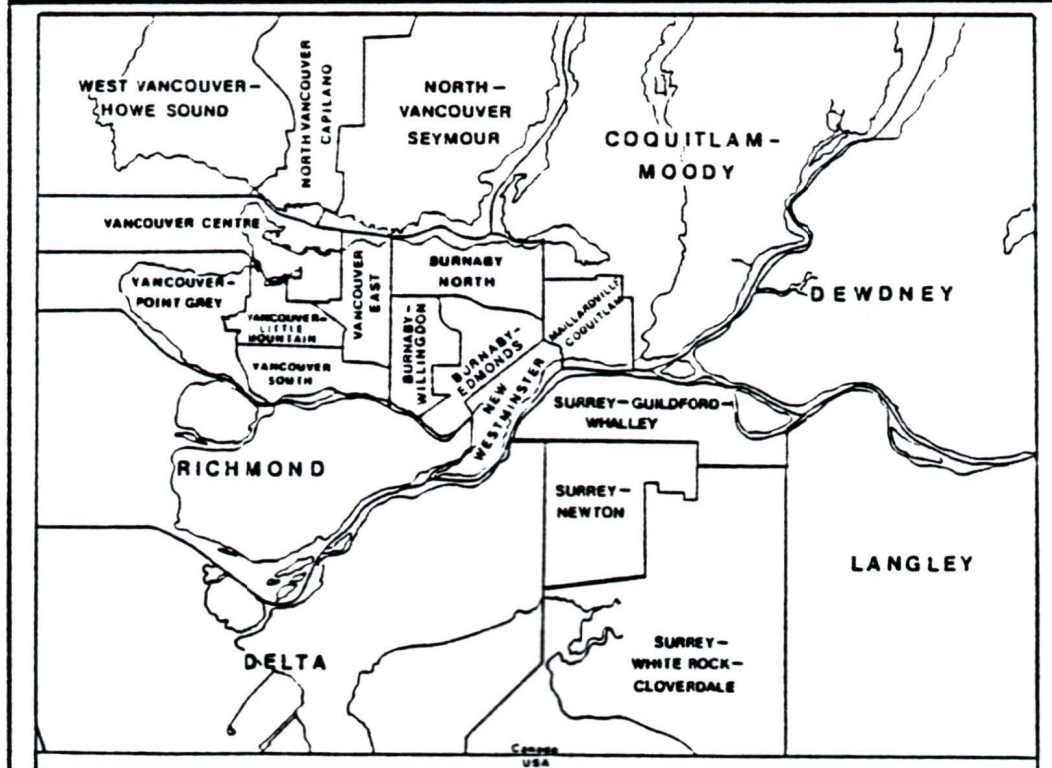 WEST VANCOUVER-
HOWE SOUND
NORTH VANCOUVER
CAPILANO
NORTH-
VANCOUVER
SEYMOUR
COQUITLAM-
MOODY
VANCOUVER CENTRE
VANCOUVER-
POINT GREY
VANCOUVER-
LITTLE
MOUNTAIN
VANCOUVER
EAST
VANCOUVER
SOUTH
BURNABY
NORTH
BURNABY-
WILLINGDON
BURNABY-
EDMONDS
MAILLARDVILLE
COQUITLAM
NEW
WESTMINSTER
DEWDNEY
RICHMOND
SURREY-GUILDFORD-
WHALLEY
SURREY-
NEWTON
LANGLEY
DELTA
SURREY-
WHITE ROCK-
CLOVERDALE
Canada
USA